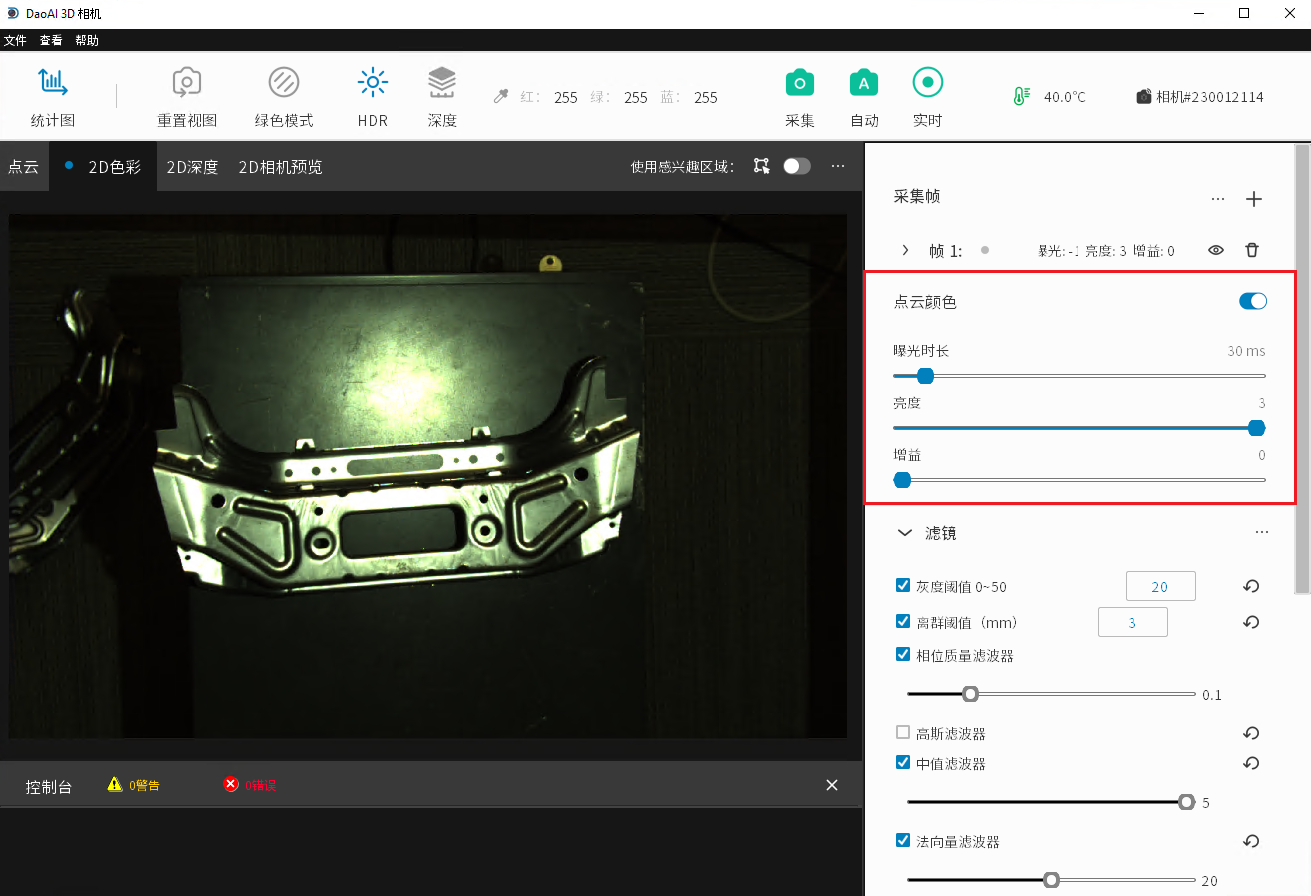 DaoAI 3D 相机
文件 查看 帮助
统计图 重置视图 绿色模式 HDR 深度 红: 255 绿: 255 蓝: 255 采集 自动 实时 40.0℃ 相机#230012114
点云 2D色彩 2D深度 2D相机预览 使用感兴趣区域: ...
采集帧 ...
帧 1: 曝光: -1 亮度: 3 增益: 0
点云颜色
曝光时长 30 ms
亮度 3
增益 0
滤镜 ...
灰度阈值 0~50 20
离群阈值（mm） 3
相位质量滤波器
0.1
高斯滤波器
中值滤波器
5
法向量滤波器
20
控制台 0警告 0错误